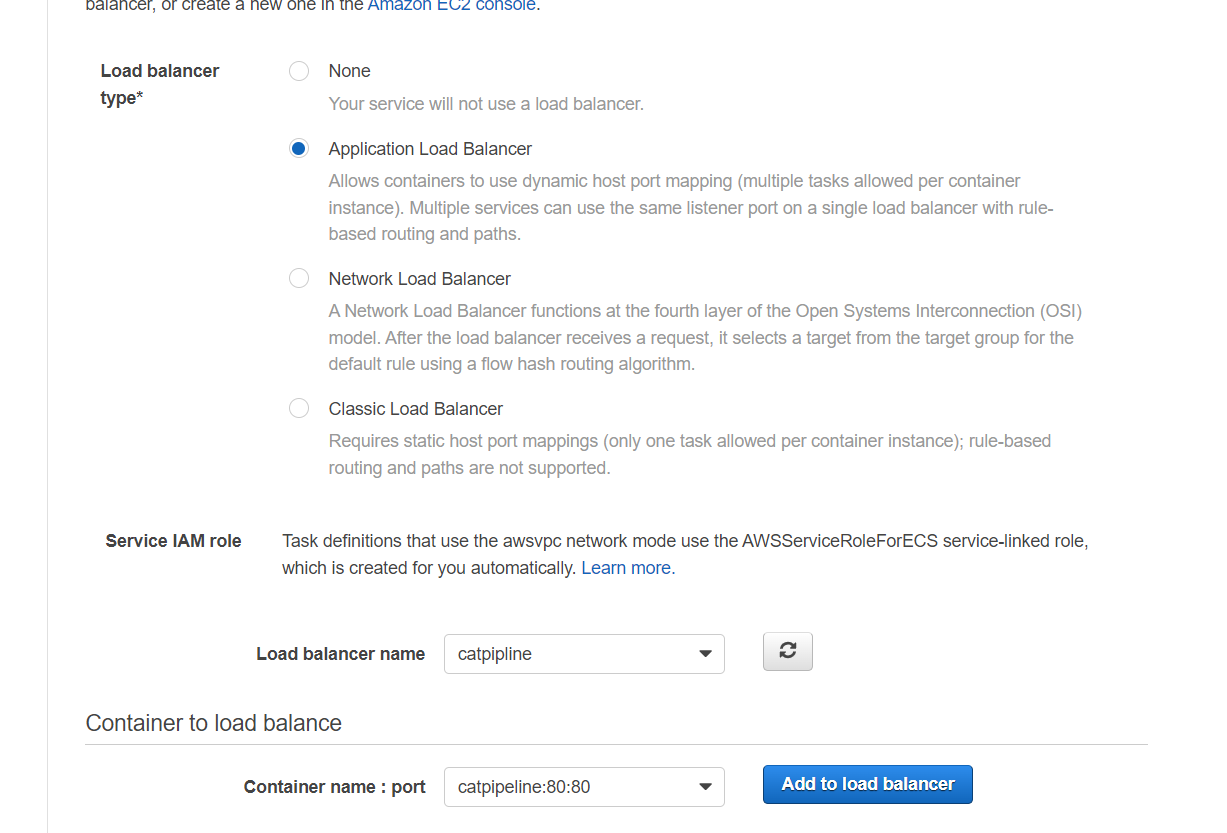 balancer, or create a new one in the Amazon EC2 console.
Load balancer type*
None
Your service will not use a load balancer.
Application Load Balancer
Allows containers to use dynamic host port mapping (multiple tasks allowed per container
instance). Multiple services can use the same listener port on a single load balancer with rule-
based routing and paths.
Network Load Balancer
A Network Load Balancer functions at the fourth layer of the Open Systems Interconnection (OSI)
model. After the load balancer receives a request, it selects a target from the target group for the
default rule using a flow hash routing algorithm.
Classic Load Balancer
Requires static host port mappings (only one task allowed per container instance); rule-based
routing and paths are not supported.
Service IAM role
Task definitions that use the awsvpc network mode use the AWSServiceRoleForECS service-linked role,
which is created for you automatically. Learn more.
Load balancer name
catpipline
Container to load balance
Container name : port
catpipeline:80:80
Add to load balancer